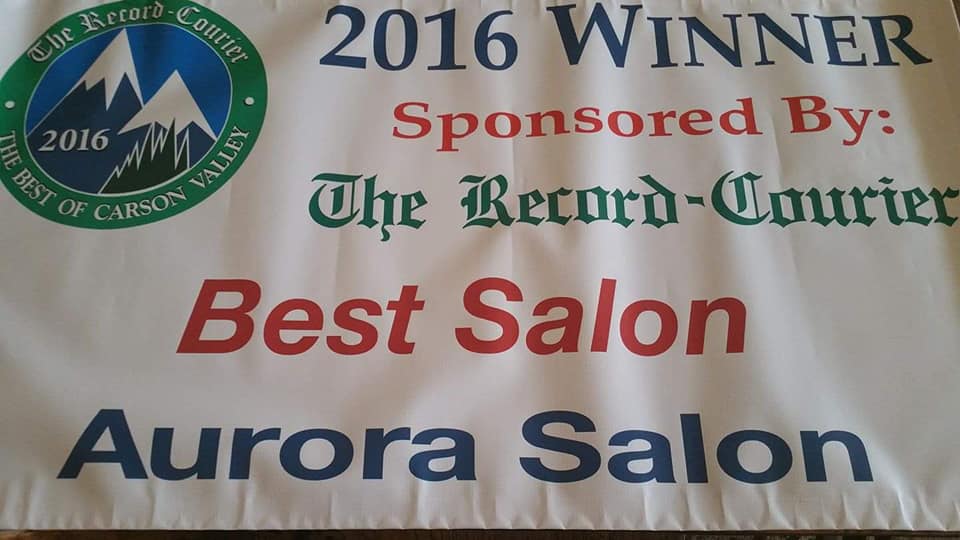 The Record-Courier
2016
THE BEST OF CARSON VALLEY
2016 WINNER
Sponsored By:
The Record-Courier
Best Salon
Aurora Salon